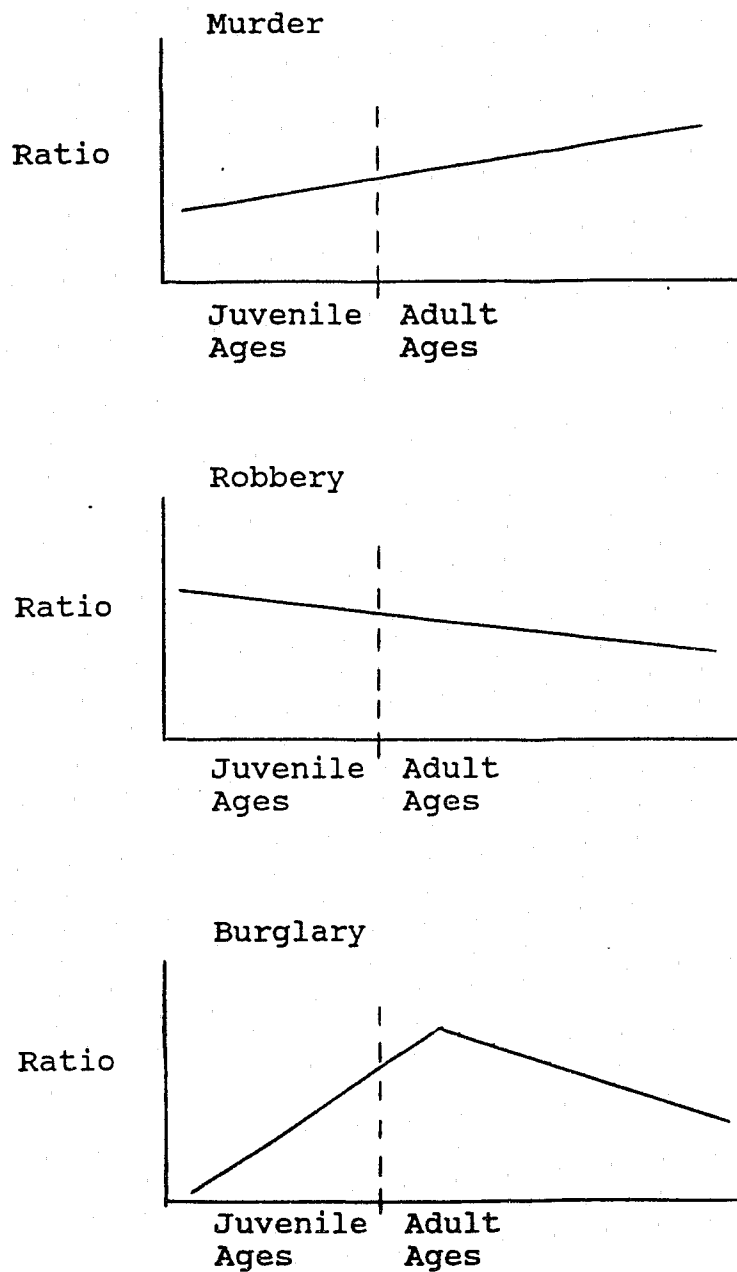 Murder
Ratio
Juvenile Adult
Ages Ages
Robbery
Ratio
Juvenile Adult
Ages Ages
Burglary
Ratio
Juvenile Adult
Ages Ages